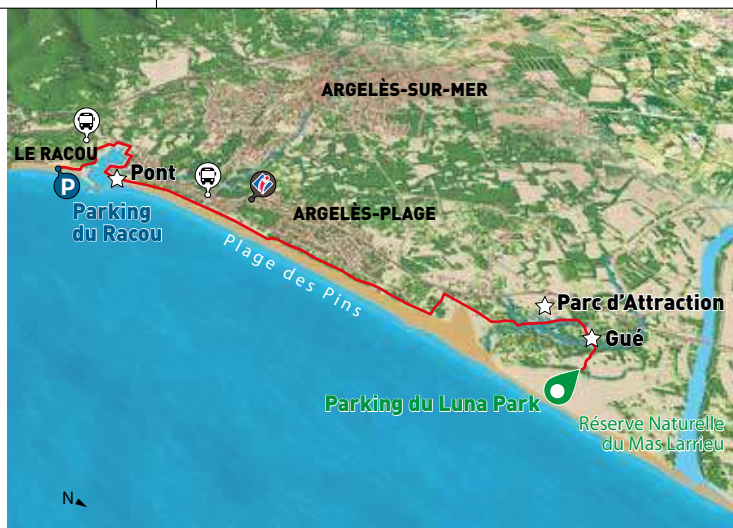 ARGELÈS-SUR-MER
LE RACOU
Pont
P
Parking
du Racou
ARGELÈS-PLAGE
Plage des Pins
Parc d'Attraction
Gué
Parking du Luna Park
Réserve Naturelle
du Mas Larrieu
N